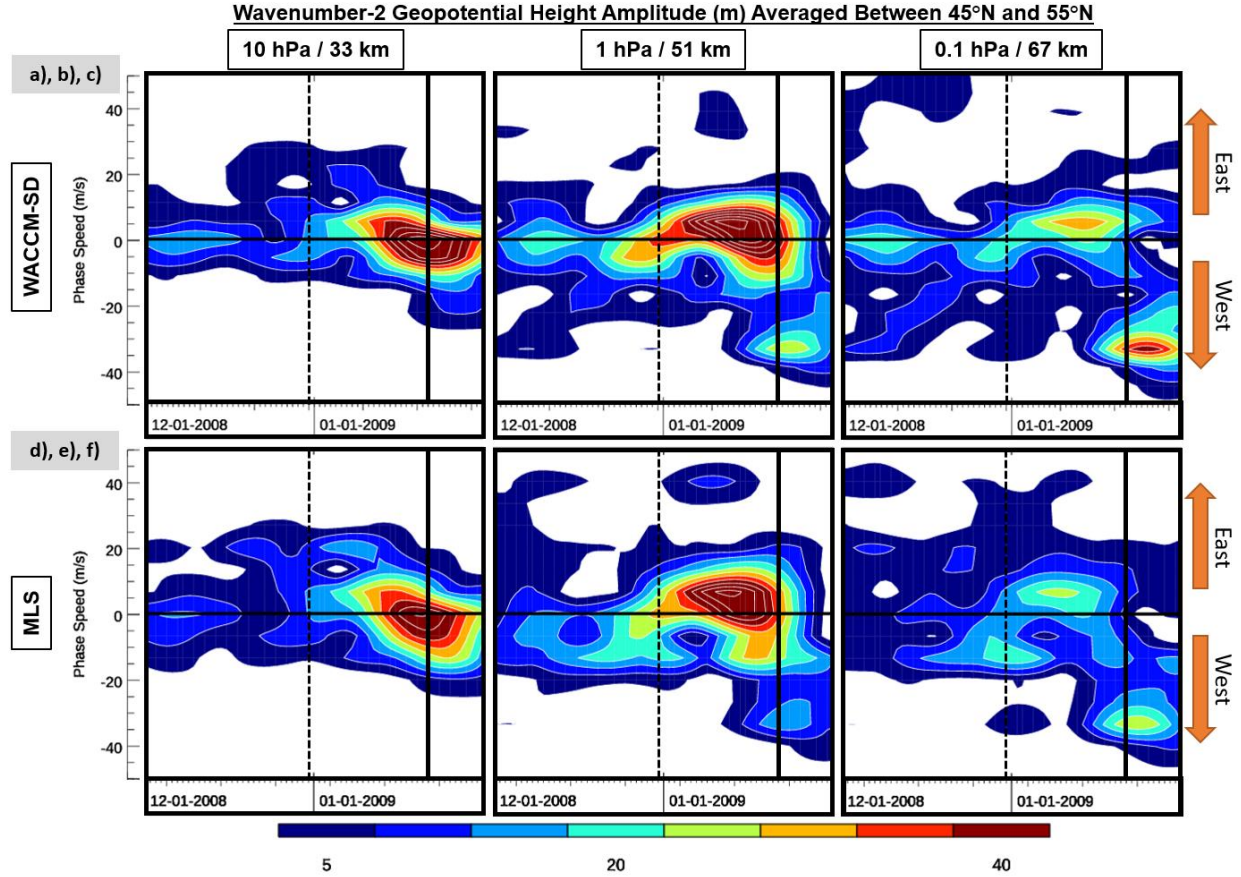 Wavenumber-2 Geopotential Height Amplitude (m) Averaged Between 45°N and 55°N
10 hPa / 33 km
1 hPa / 51 km
0.1 hPa / 67 km
a), b), c)
WACCM-SD
Phase Speed (m/s)
40
20
0
-20
-40
East
West
12-01-2008 01-01-2009
12-01-2008 01-01-2009
12-01-2008 01-01-2009
d), e), f)
MLS
Phase Speed (m/s)
40
20
0
-20
-40
East
West
12-01-2008 01-01-2009
12-01-2008 01-01-2009
12-01-2008 01-01-2009
5 20 40